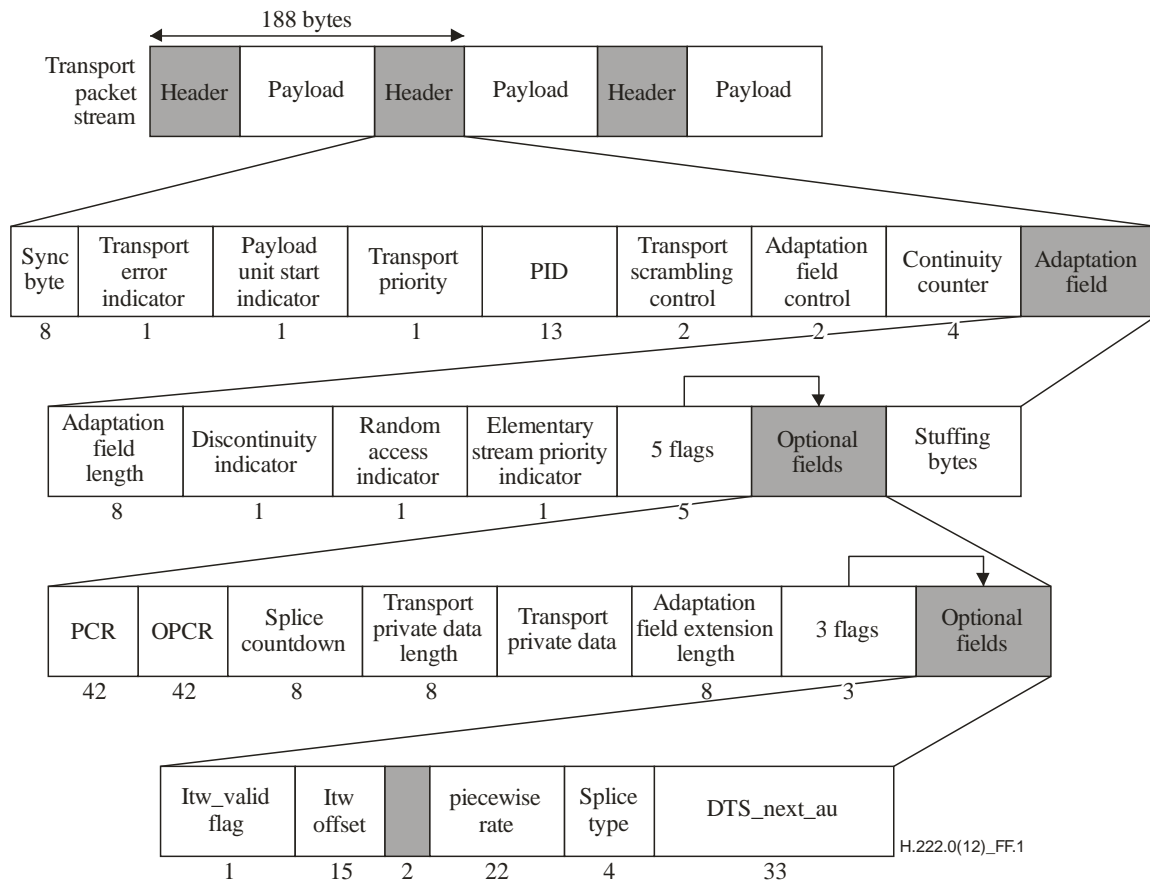 188 bytes
Transport
packet
stream
Header
Payload
Header
Payload
Header
Payload
Sync
byte
Transport
error
indicator
Payload
unit start
indicator
Transport
priority
PID
Transport
scrambling
control
Adaptation
field
control
Continuity
counter
Adaptation
field
8
1
1
1
13
2
2
4
Adaptation
field
length
Discontinuity
indicator
Random
access
indicator
Elementary
stream priority
indicator
5 flags
Optional
fields
Stuffing
bytes
8
1
1
1
5
PCR
OPCR
Splice
countdown
Transport
private data
length
Transport
private data
Adaptation
field extension
length
3 flags
Optional
fields
42
42
8
8
8
3
Itw_valid
flag
Itw
offset
piecewise
rate
Splice
type
DTS_next_au
1
15
2
22
4
33
H.222.0(12)_FF.1